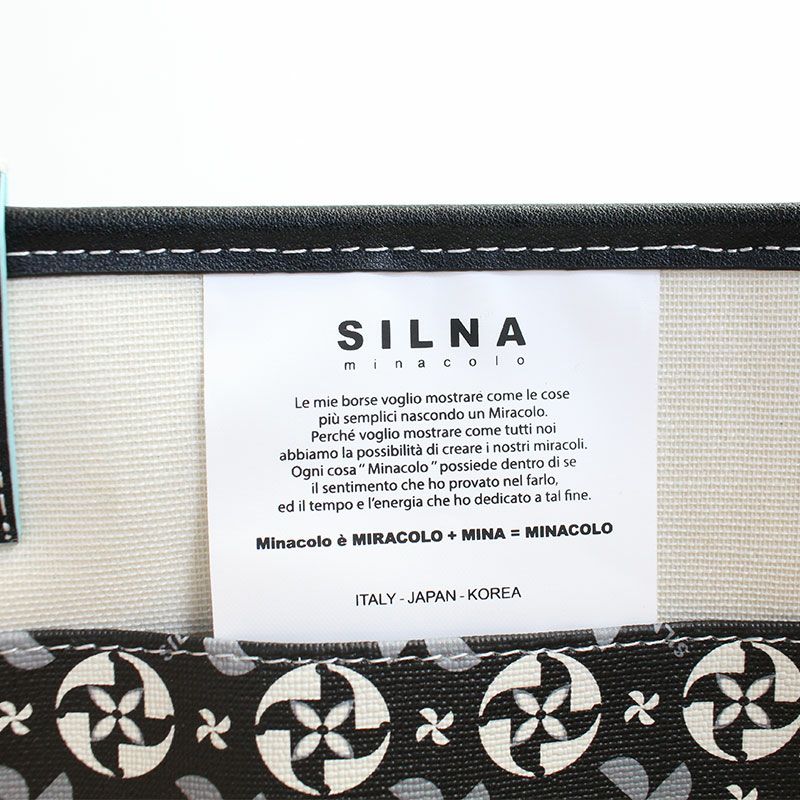 SILNA
minacolo
Le mie borse voglio mostrare come le cose
più semplici nascondo un Miracolo.
Perché voglio mostrare come tutti noi
abbiamo la possibilità di creare i nostri miracoli.
Ogni cosa “Minacolo” possiede dentro di se
il sentimento che ho provato nel farlo,
ed il tempo e l’energia che ho dedicato a tal fine.
Minacolo è MIRACOLO + MINA = MINACOLO
ITALY - JAPAN - KOREA